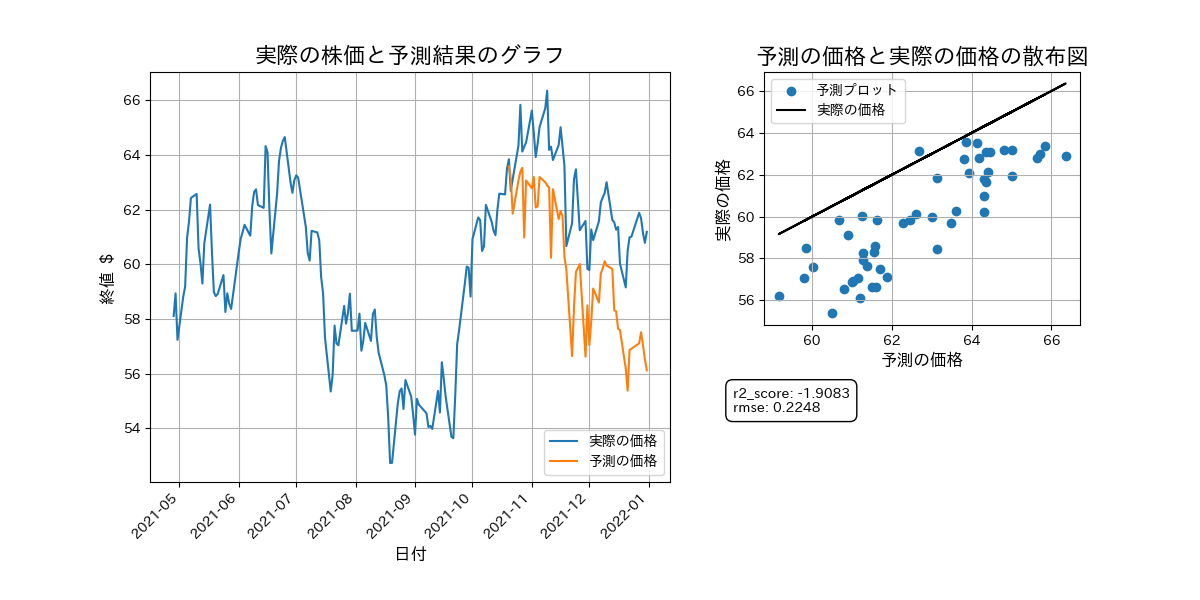 実際の株価と予測結果のグラフ
終値 $
66
64
62
60
58
56
54
2021-05
2021-06
2021-07
2021-08
2021-09
2021-10
2021-11
2021-12
2022-01
日付
実際の価格
予測の価格
予測の価格と実際の価格の散布図
実際の価格
66
64
62
60
58
56
予測プロット
実際の価格
60
62
64
66
予測の価格
r2_score: -1.9083
rmse: 0.2248